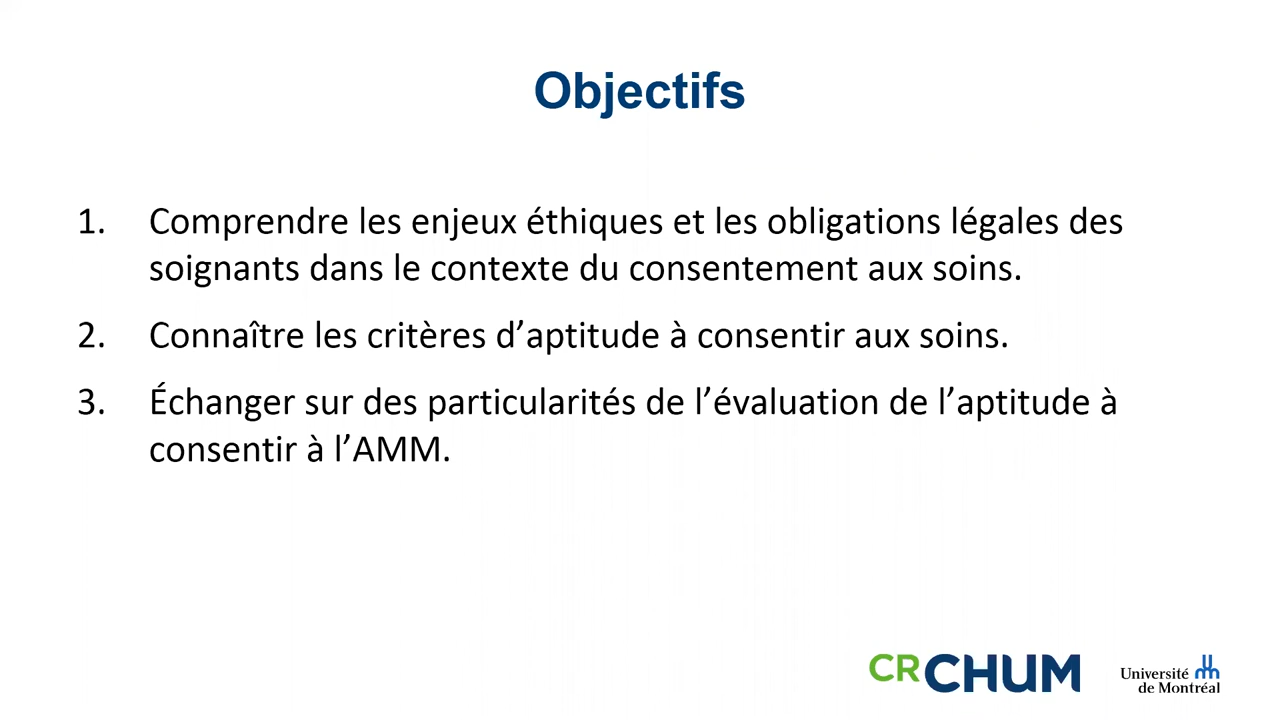 Objectifs
1. Comprendre les enjeux éthiques et les obligations légales des
soignants dans le contexte du consentement aux soins.
2. Connaître les critères d’aptitude à consentir aux soins.
3. Échanger sur des particularités de l’évaluation de l’aptitude à
consentir à l’AMM.
CRCHUM
Université
de Montréal